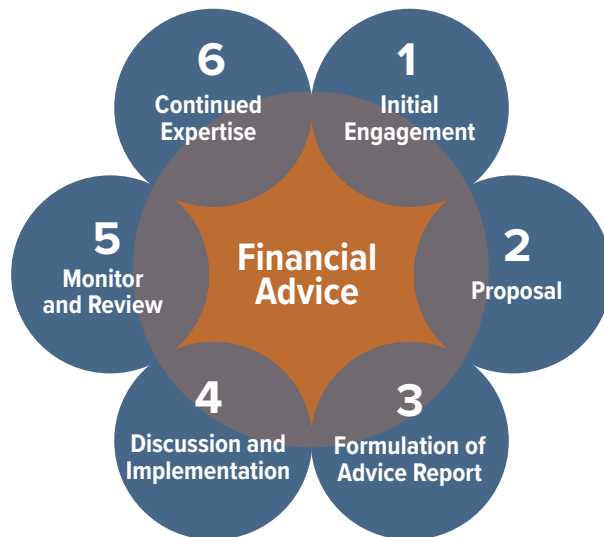 6
Continued
Expertise
1
Initial
Engagement
5
Monitor
and Review
Financial
Advice
2
Proposal
4
Discussion and
Implementation
3
Formulation of
Advice Report